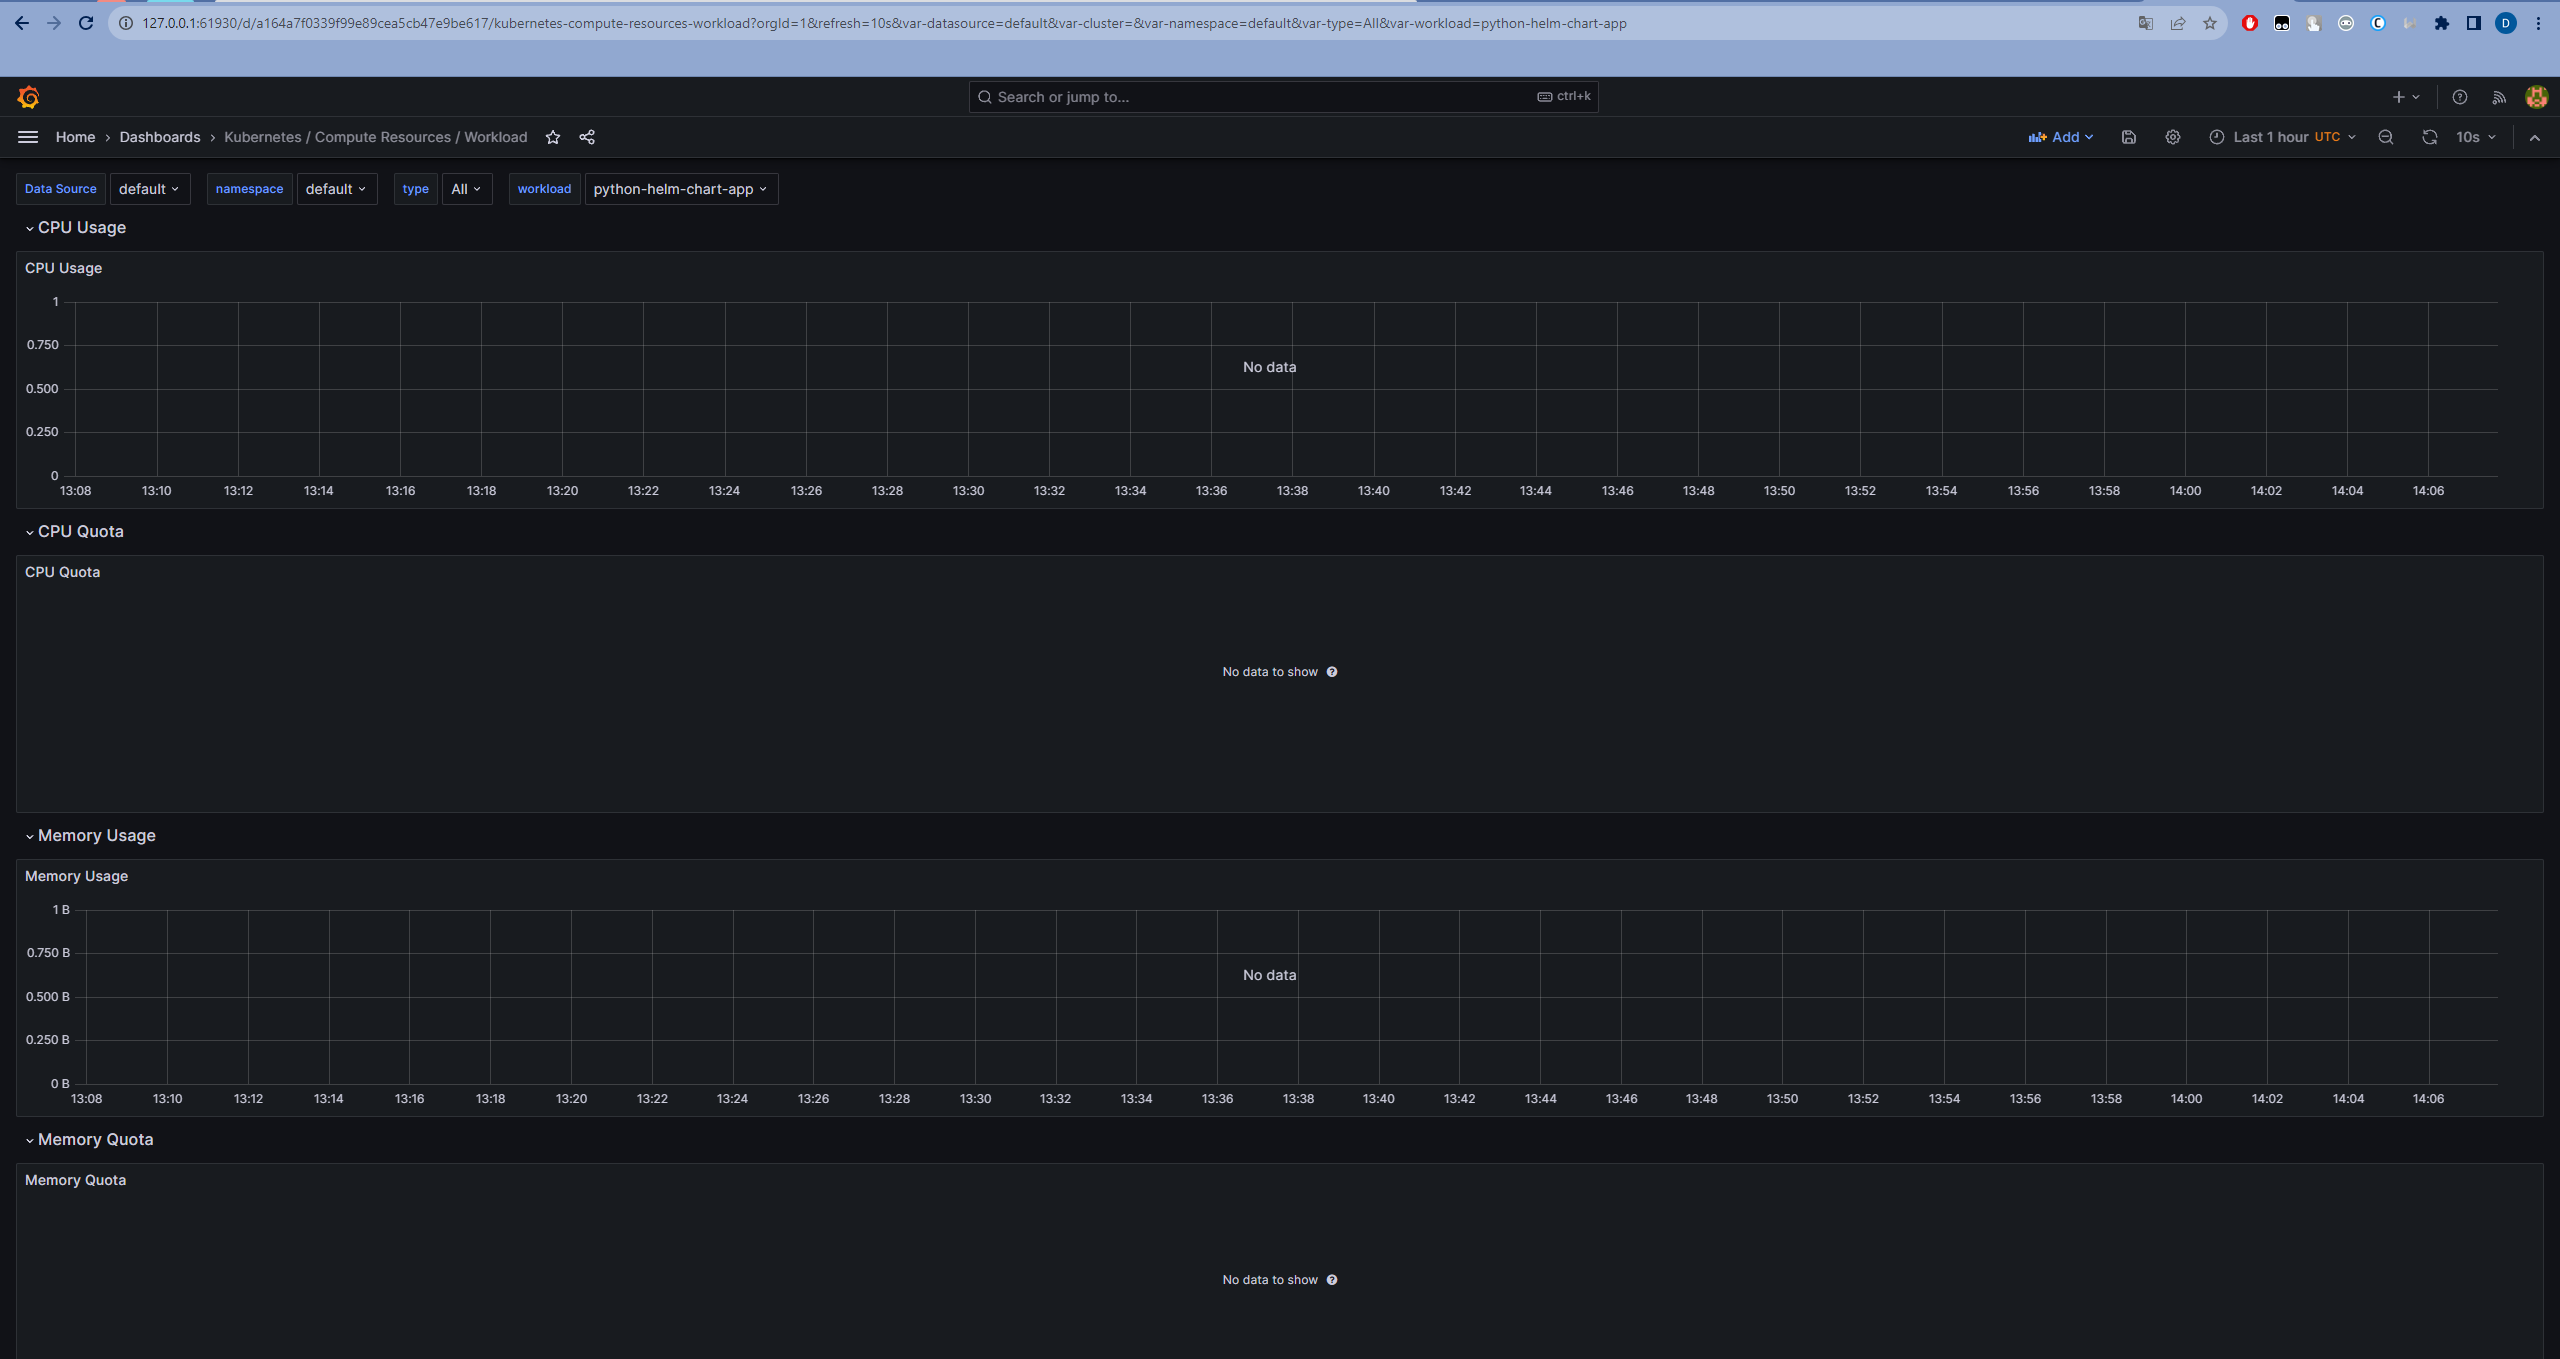 127.0.0.1:61930/d/a164a7f0339f99e89cea5cb47e9be617/kubernetes-compute-resources-workload?orgId=1&refresh=10s&var-datasource=default&var-cluster=&var-namespace=default&var-type=All&var-workload=python-helm-chart-app
D
Search or jump to... ctrl+k
Home › Dashboards › Kubernetes / Compute Resources / Workload
Add Last 1 hour UTC 10s
Data Source default namespace default type All workload python-helm-chart-app
CPU Usage
CPU Usage
1
0.750
No data
0.500
0.250
0
13:08 13:10 13:12 13:14 13:16 13:18 13:20 13:22 13:24 13:26 13:28 13:30 13:32 13:34 13:36 13:38 13:40 13:42 13:44 13:46 13:48 13:50 13:52 13:54 13:56 13:58 14:00 14:02 14:04 14:06
CPU Quota
CPU Quota
No data to show
Memory Usage
Memory Usage
1 B
0.750 B
No data
0.500 B
0.250 B
0 B
13:08 13:10 13:12 13:14 13:16 13:18 13:20 13:22 13:24 13:26 13:28 13:30 13:32 13:34 13:36 13:38 13:40 13:42 13:44 13:46 13:48 13:50 13:52 13:54 13:56 13:58 14:00 14:02 14:04 14:06
Memory Quota
Memory Quota
No data to show